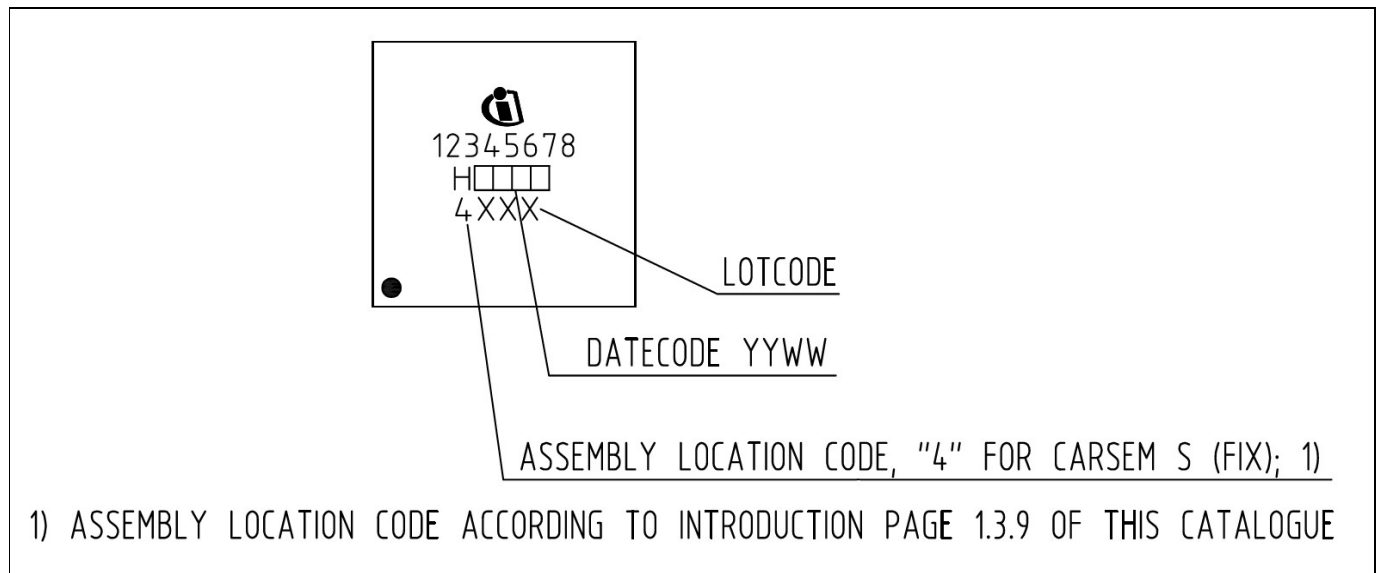 12345678
H□□□□
4XXX
LOTCODE
DATECODE YYWW
ASSEMBLY LOCATION CODE, "4" FOR CARSEM S (FIX); 1)
1) ASSEMBLY LOCATION CODE ACCORDING TO INTRODUCTION PAGE 1.3.9 OF THIS CATALOGUE